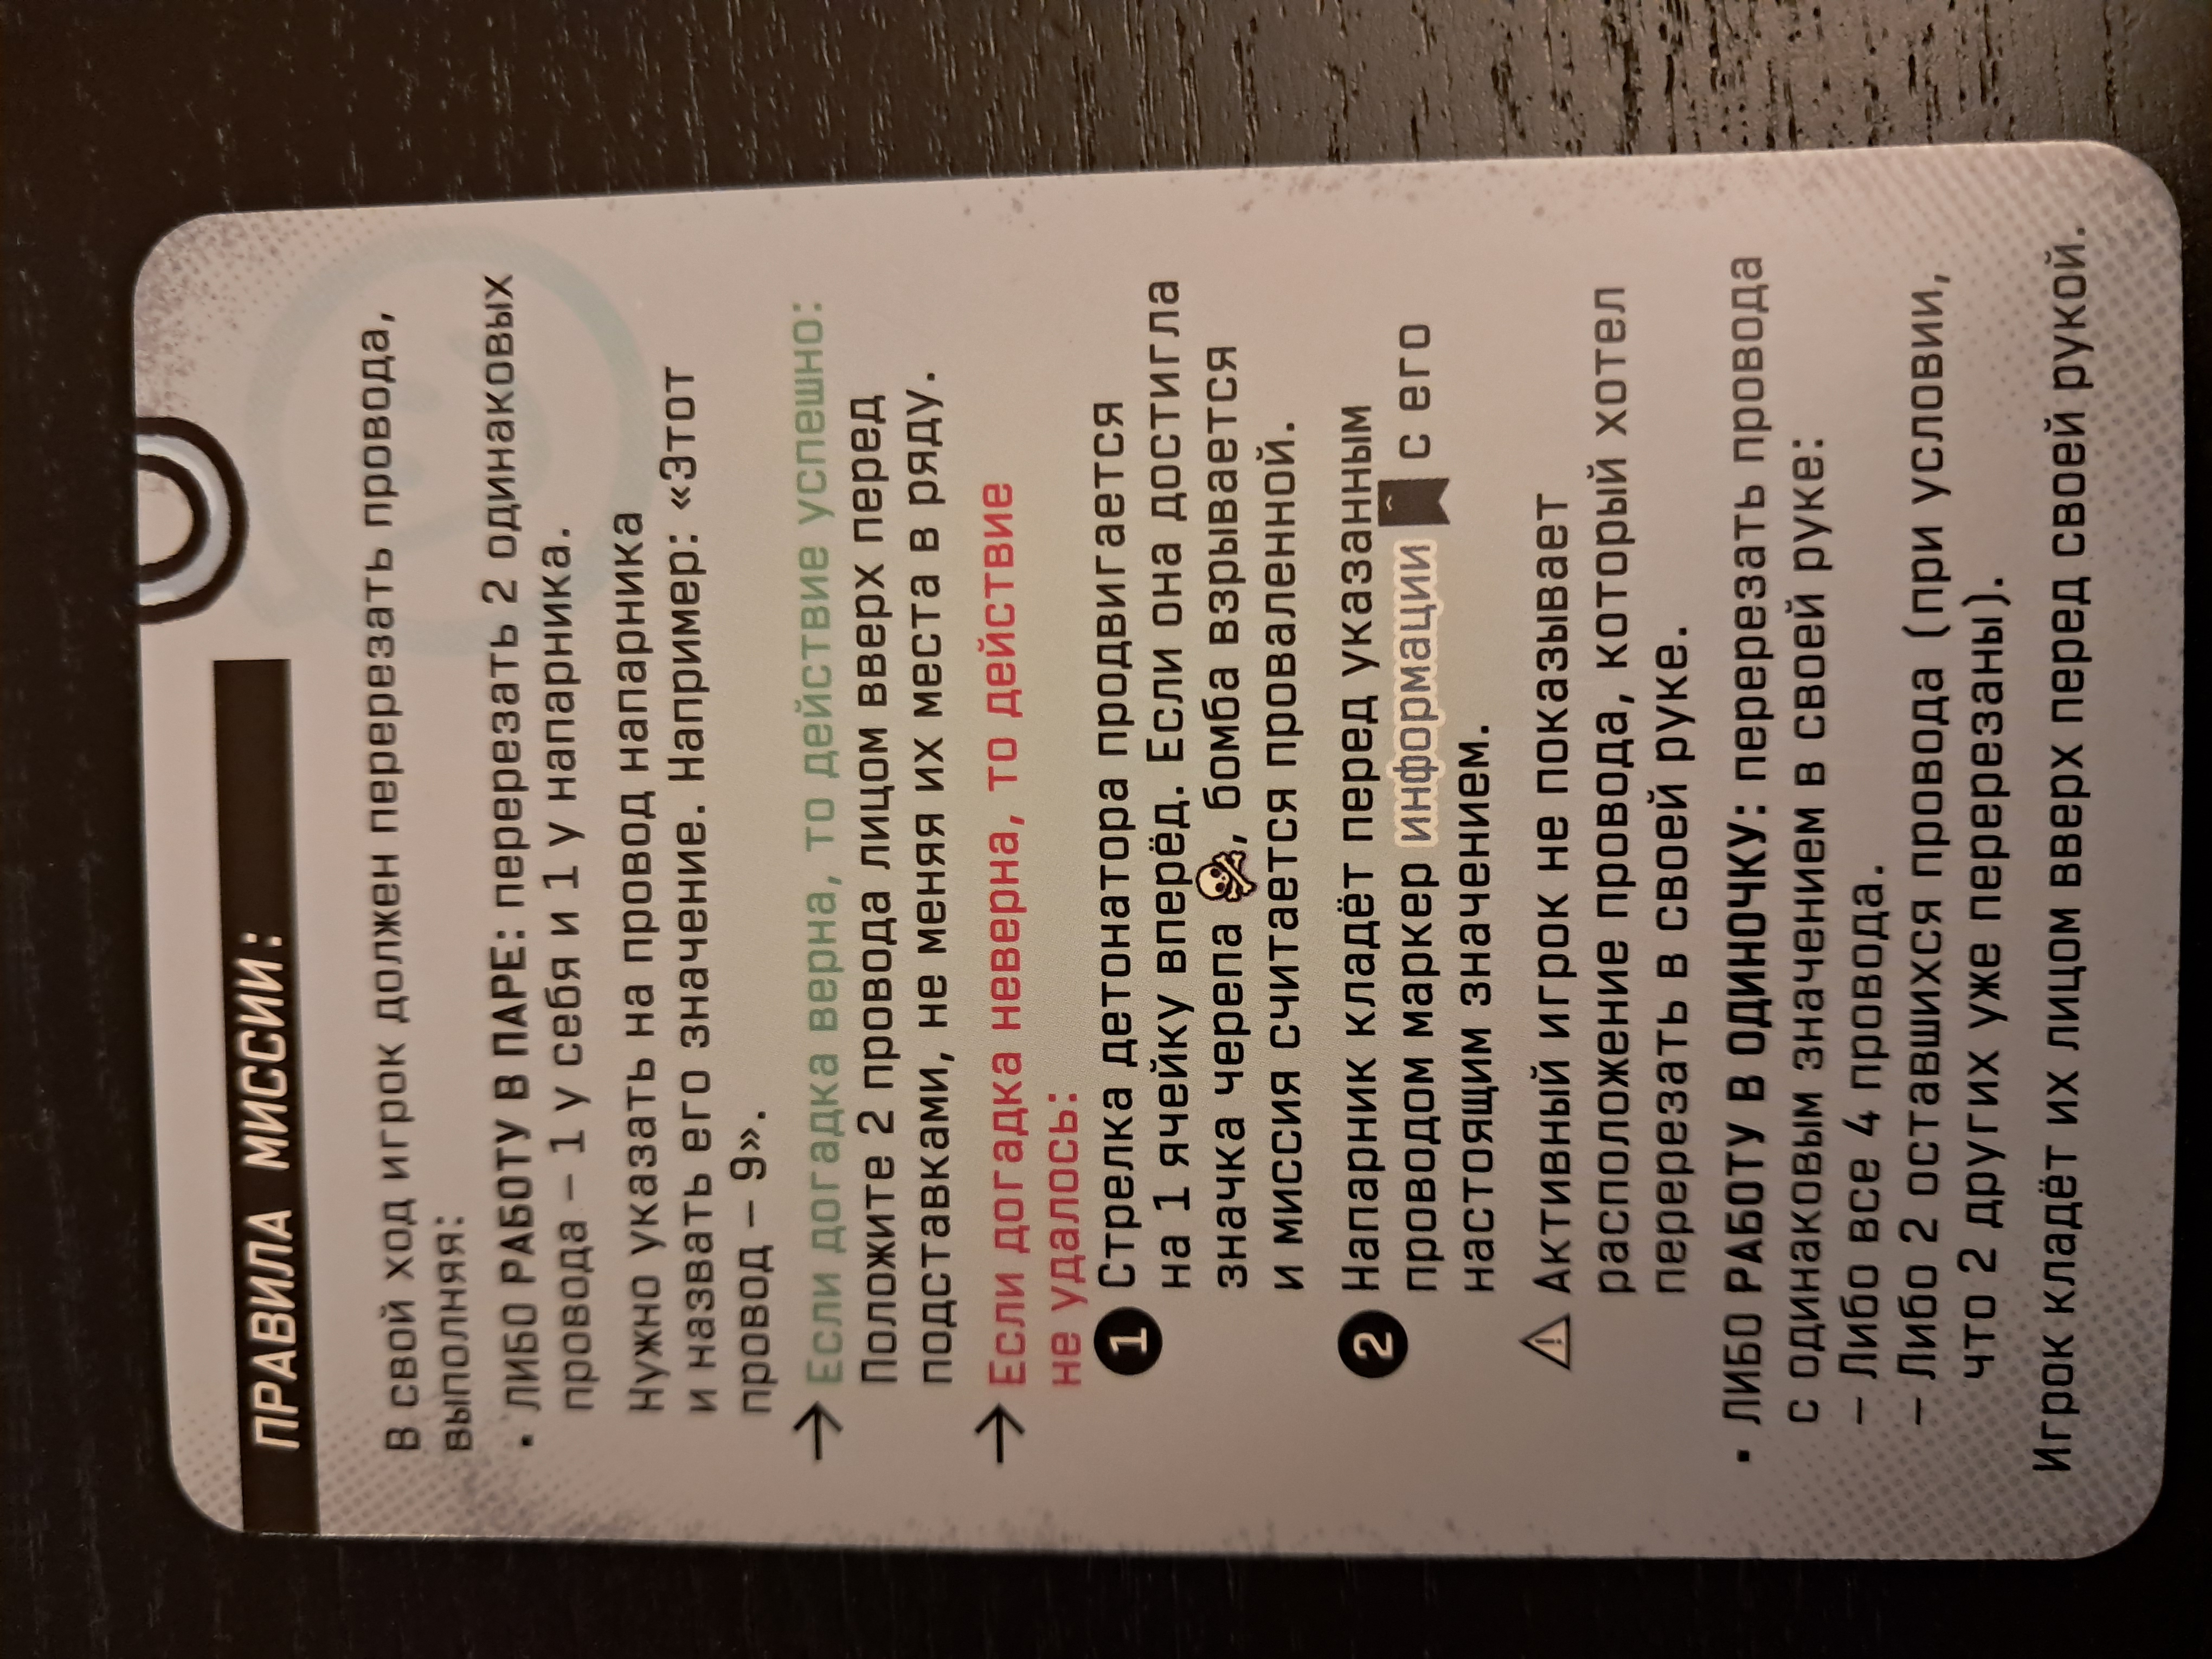 ПРАВИЛА МИССИИ:
В свой ход игрок должен перерезать провода,
выполняя:
▪ ЛИБО РАБОТУ В ПАРЕ: перерезать 2 одинаковых
провода – 1 у себя и 1 у напарника.
Нужно указать на провод напарника
и назвать его значение. Например: «Этот
провод – 9».
→ Если догадка верна, то действие успешно:
Положите 2 провода лицом вверх перед
подставками, не меняя их места в ряду.
→ Если догадка неверна, то действие
не удалось:
1 Стрелка детонатора продвигается
на 1 ячейку вперёд. Если она достигла
значка черепа , бомба взрывается
и миссия считается проваленной.
2 Напарник кладёт перед указанным
проводом маркер информации с его
настоящим значением.
Активный игрок не показывает
расположение провода, который хотел
перерезать в своей руке.
▪ ЛИБО РАБОТУ В ОДИНОЧКУ: перерезать провода
с одинаковым значением в своей руке:
– Либо все 4 провода.
– Либо 2 оставшихся провода (при условии,
что 2 других уже перерезаны).
Игрок кладёт их лицом вверх перед своей рукой.